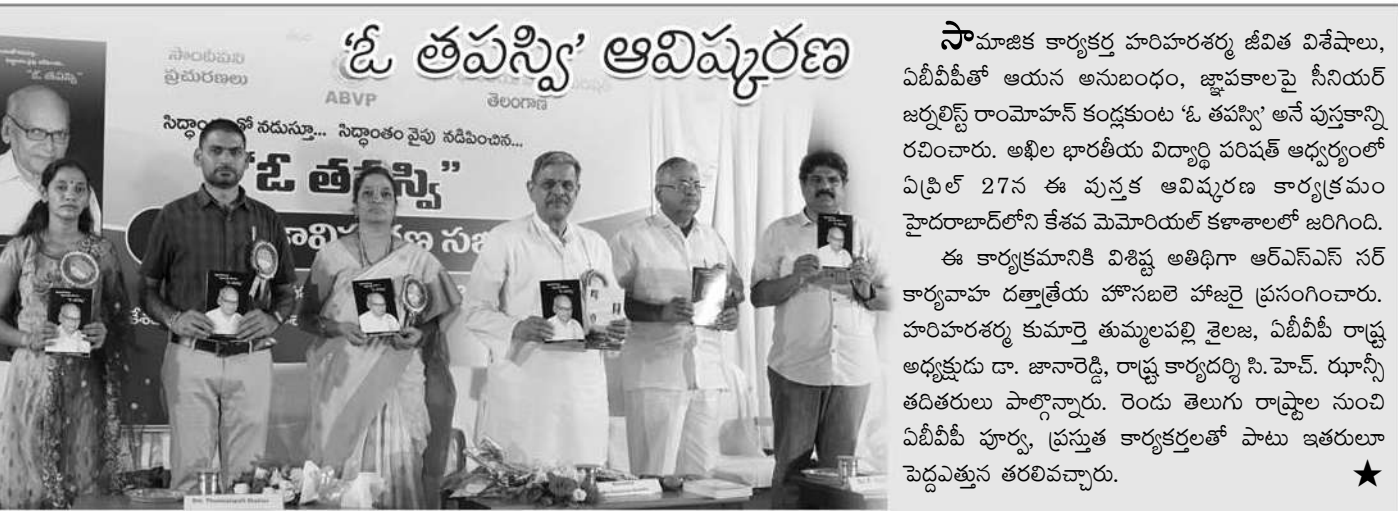 ‘ఓ తపస్వి’ ఆవిష్కరణ
“ఓ తపస్వి”
సాందీపని
ప్రచురణలు
ABVP
తెలంగాణ
నడుస్తూ... సిద్ధాంతం వైపు నడిపించిన...
“ఓ తపస్వి”
సామాజిక కార్యకర్త హరిహరశర్మ జీవిత విశేషాలు,
ఏబీవీపీతో ఆయన అనుబంధం, జ్ఞాపకాలపై సీనియర్
జర్నలిస్ట్ రాంమోహన్ కండ్లకుంట ‘ఓ తపస్వి’ అనే పుస్తకాన్ని
రచించారు. అఖిల భారతీయ విద్యార్థి పరిషత్ ఆధ్వర్యంలో
ఏప్రిల్ 27న ఈ పుస్తక ఆవిష్కరణ కార్యక్రమం
హైదరాబాద్‌లోని కేశవ మెమోరియల్ కళాశాలలో జరిగింది.
ఈ కార్యక్రమానికి విశిష్ట అతిథిగా ఆర్ఎస్ఎస్ సర్
కార్యవాహ దత్తాత్రేయ హొసబలె హాజరై ప్రసంగించారు.
హరిహరశర్మ కుమార్తె తుమ్మలపల్లి శైలజ, ఏబీవీపీ రాష్ట్ర
అధ్యక్షుడు డా. జానారెడ్డి, రాష్ట్ర కార్యదర్శి సి. హెచ్. ఝాన్సీ
తదితరులు పాల్గొన్నారు. రెండు తెలుగు రాష్ట్రాల నుంచి
ఏబీవీపీ పూర్వ, ప్రస్తుత కార్యకర్తలతో పాటు ఇతరులూ
పెద్దఎత్తున తరలివచ్చారు.